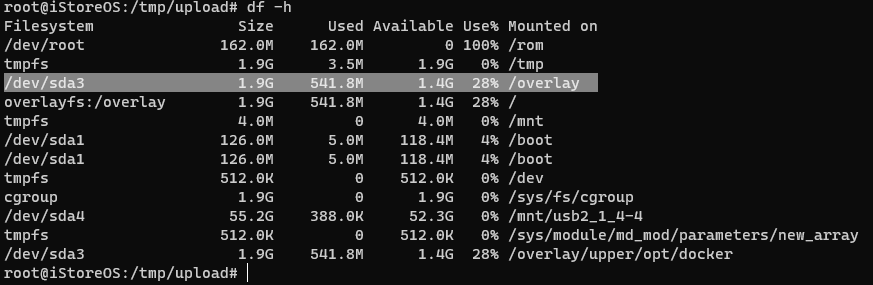 root@iStoreOS:/tmp/upload# df -h
Filesystem Size Used Available Use% Mounted on
/dev/root 162.0M 162.0M 0 100% /rom
tmpfs 1.9G 3.5M 1.9G 0% /tmp
/dev/sda3 1.9G 541.8M 1.4G 28% /overlay
overlayfs:/overlay 1.9G 541.8M 1.4G 28% /
tmpfs 4.0M 0 4.0M 0% /mnt
/dev/sda1 126.0M 5.0M 118.4M 4% /boot
/dev/sda1 126.0M 5.0M 118.4M 4% /boot
tmpfs 512.0K 0 512.0K 0% /dev
cgroup 1.9G 0 1.9G 0% /sys/fs/cgroup
/dev/sda4 55.2G 388.0K 52.3G 0% /mnt/usb2_1_4-4
tmpfs 512.0K 0 512.0K 0% /sys/module/md_mod/parameters/new_array
/dev/sda3 1.9G 541.8M 1.4G 28% /overlay/upper/opt/docker
root@iStoreOS:/tmp/upload#